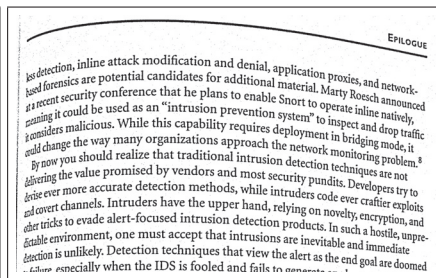 EPILOGUE
less detection, inline attack modification and denial, application proxies, and network-
based forensics are potential candidates for additional material. Marty Roesch announced
at a recent security conference that he plans to enable Snort to operate inline natively,
meaning it could be used as an “intrusion prevention system” to inspect and drop traffic
it considers malicious. While this capability requires deployment in bridging mode, it
could change the way many organizations approach the network monitoring problem.8
By now you should realize that traditional intrusion detection techniques are not
delivering the value promised by vendors and most security pundits. Developers try to
devise ever more accurate detection methods, while intruders code ever craftier exploits
and covert channels. Intruders have the upper hand, relying on novelty, encryption, and
other tricks to evade alert-focused intrusion detection products. In such a hostile, unpre-
dictable environment, one must accept that intrusions are inevitable and immediate
detection is unlikely. Detection techniques that view the alert as the end goal are doomed
failure, especially when the IDS is fooled and fails to generate